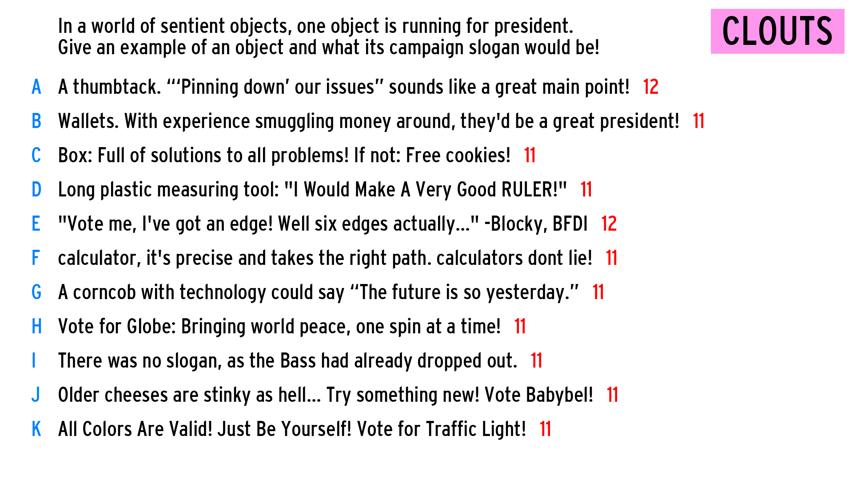 In a world of sentient objects, one object is running for president.
Give an example of an object and what its campaign slogan would be!
CLOUTS
A A thumbtack. “‘Pinning down’ our issues” sounds like a great main point! 12
B Wallets. With experience smuggling money around, they'd be a great president! 11
C Box: Full of solutions to all problems! If not: Free cookies! 11
D Long plastic measuring tool: "I Would Make A Very Good RULER!" 11
E "Vote me, I've got an edge! Well six edges actually..." -Blocky, BFDI 12
F calculator, it's precise and takes the right path. calculators dont lie! 11
G A corncob with technology could say “The future is so yesterday.” 11
H Vote for Globe: Bringing world peace, one spin at a time! 11
I There was no slogan, as the Bass had already dropped out. 11
J Older cheeses are stinky as hell... Try something new! Vote Babybel! 11
K All Colors Are Valid! Just Be Yourself! Vote for Traffic Light! 11